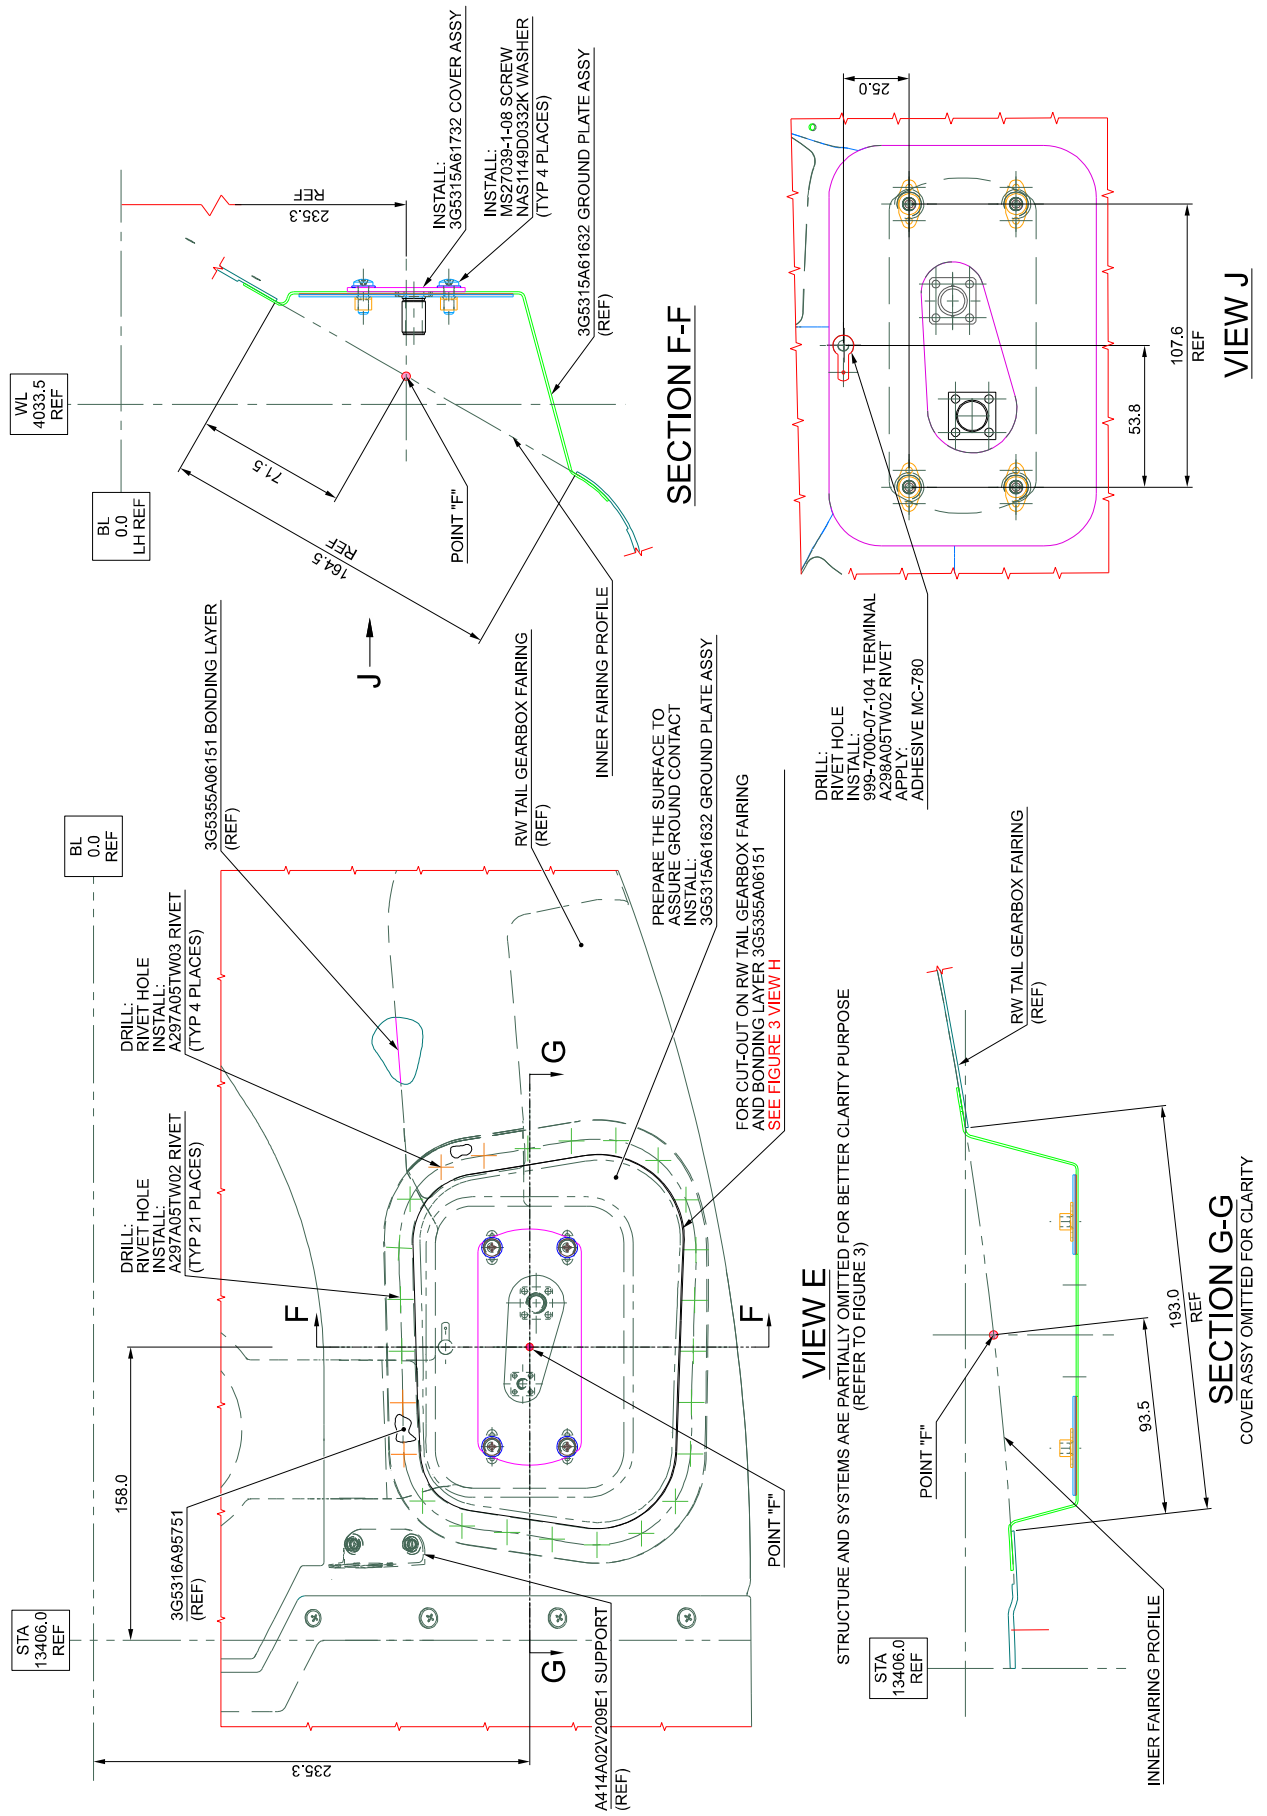 STA
13406.0
REF
158.0
235.3
BL
0.0
REF
3G5316A95751
(REF)
DRILL:
RIVET HOLE
INSTALL:
A297A05TW02 RIVET
(TYP 21 PLACES)
DRILL:
RIVET HOLE
INSTALL:
A297A05TW03 RIVET
(TYP 4 PLACES)
3G5355A06151 BONDING LAYER
(REF)
RW TAIL GEARBOX FAIRING
(REF)
PREPARE THE SURFACE TO
ASSURE GROUND CONTACT
INSTALL:
3G5315A61632 GROUND PLATE ASSY
FOR CUT-OUT ON RW TAIL GEARBOX FAIRING
AND BONDING LAYER 3G5355A06151
SEE FIGURE 3 VIEW H
F
F
G
G
A414A02V209E1 SUPPORT
(REF)
POINT "F"
VIEW E
STRUCTURE AND SYSTEMS ARE PARTIALLY OMITTED FOR BETTER CLARITY PURPOSE
(REFER TO FIGURE 3)
BL
0.0
LH REF
WL
4033.5
REF
235.3
REF
71.5
164.5
REF
J
POINT "F"
INNER FAIRING PROFILE
INSTALL:
3G5315A61732 COVER ASSY
INSTALL:
MS27039-1-08 SCREW
NAS1149D0332K WASHER
(TYP 4 PLACES)
3G5315A61632 GROUND PLATE ASSY
(REF)
SECTION F-F
STA
13406.0
REF
POINT "F"
INNER FAIRING PROFILE
RW TAIL GEARBOX FAIRING
(REF)
93.5
193.0
REF
SECTION G-G
COVER ASSY OMITTED FOR CLARITY
DRILL:
RIVET HOLE
INSTALL:
999-7000-07-104 TERMINAL
A298A05TW02 RIVET
APPLY:
ADHESIVE MC-780
25.0
53.8
107.6
REF
VIEW J